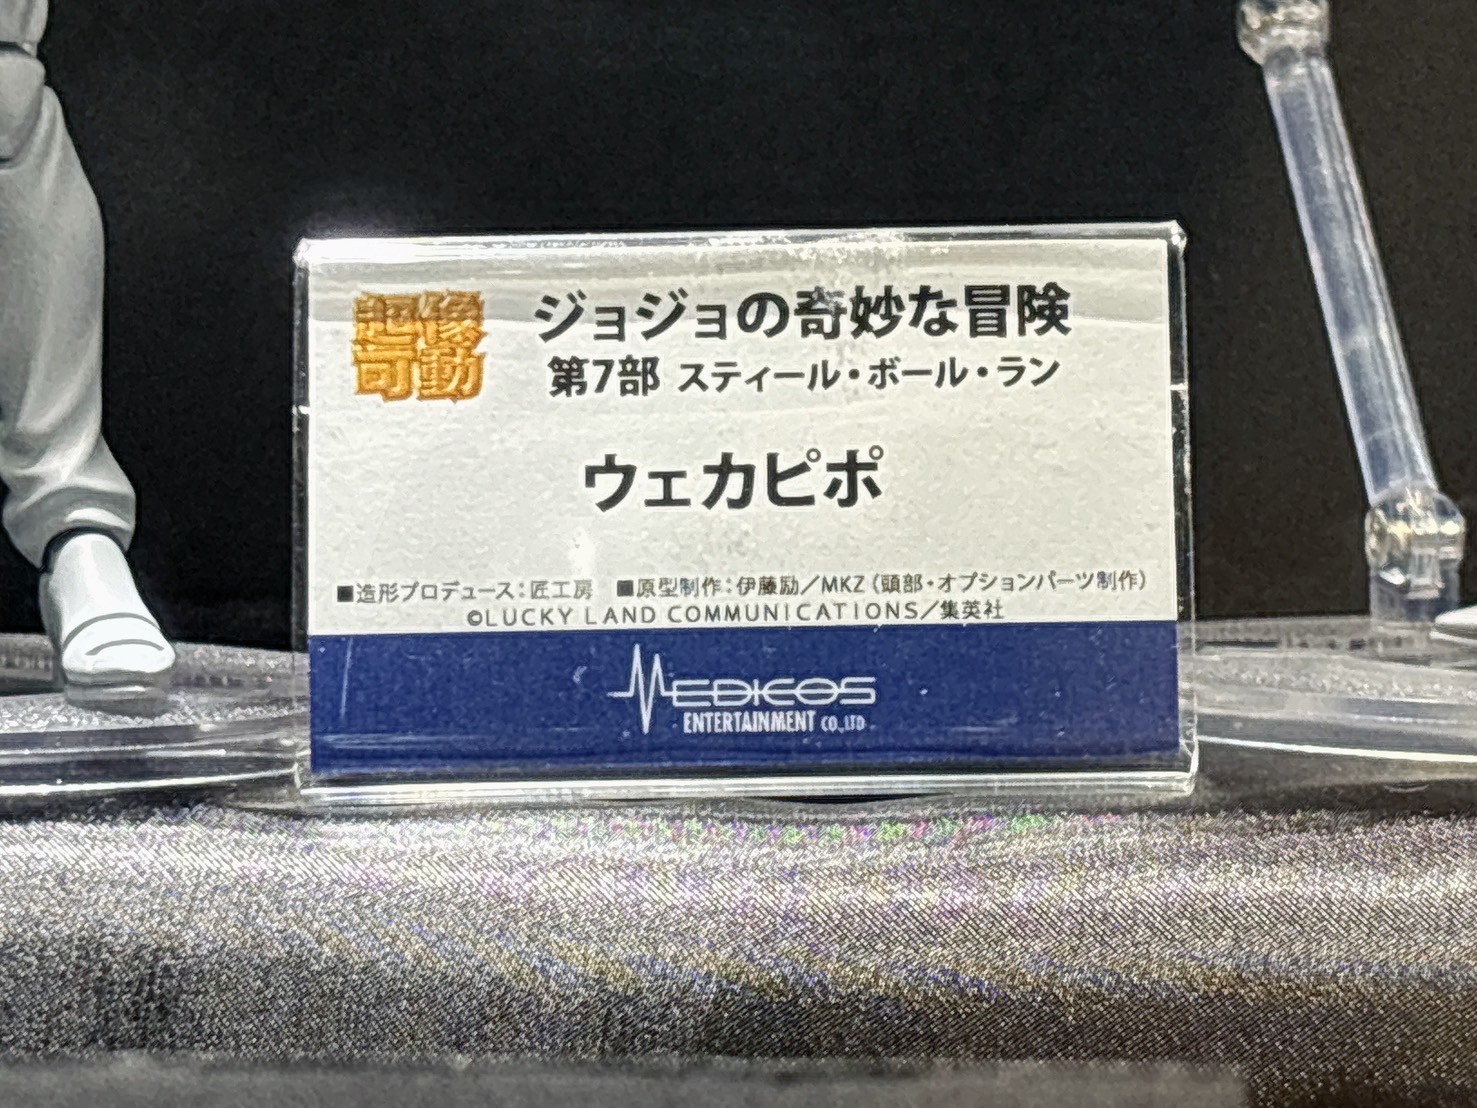 超像可動
ジョジョの奇妙な冒険
第7部 スティール・ボール・ラン
ウェカピポ
■造形プロデュース：匠工房　■原型制作：伊藤励／MKZ（頭部・オプションパーツ制作）
©LUCKY LAND COMMUNICATIONS／集英社
MEDICOS
ENTERTAINMENT CO.,LTD.